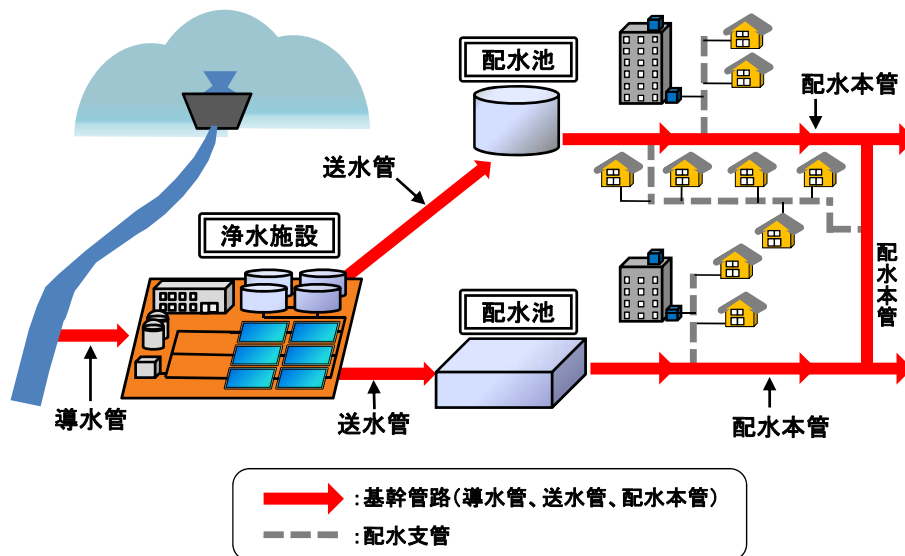 配水池
配水本管
送水管
浄水施設
配水本管
配水池
導水管
送水管
配水本管
:基幹管路(導水管、送水管、配水本管)
:配水支管